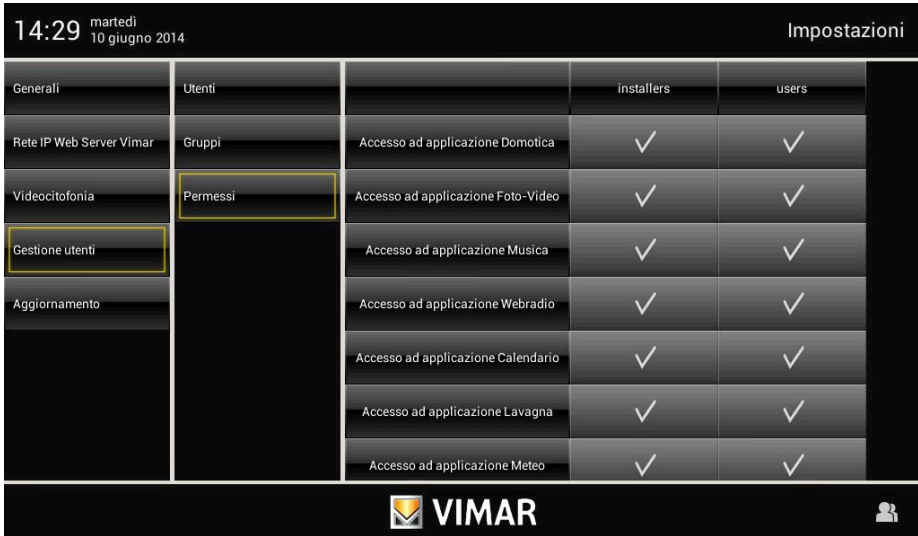 14:29 martedì
10 giugno 2014
Impostazioni
Generali
Utenti
installers
users
Rete IP Web Server Vimar
Gruppi
Accesso ad applicazione Domotica
Videocitofonia
Permessi
Accesso ad applicazione Foto-Video
Gestione utenti
Accesso ad applicazione Musica
Aggiornamento
Accesso ad applicazione Webradio
Accesso ad applicazione Calendario
Accesso ad applicazione Lavagna
Accesso ad applicazione Meteo
VIMAR